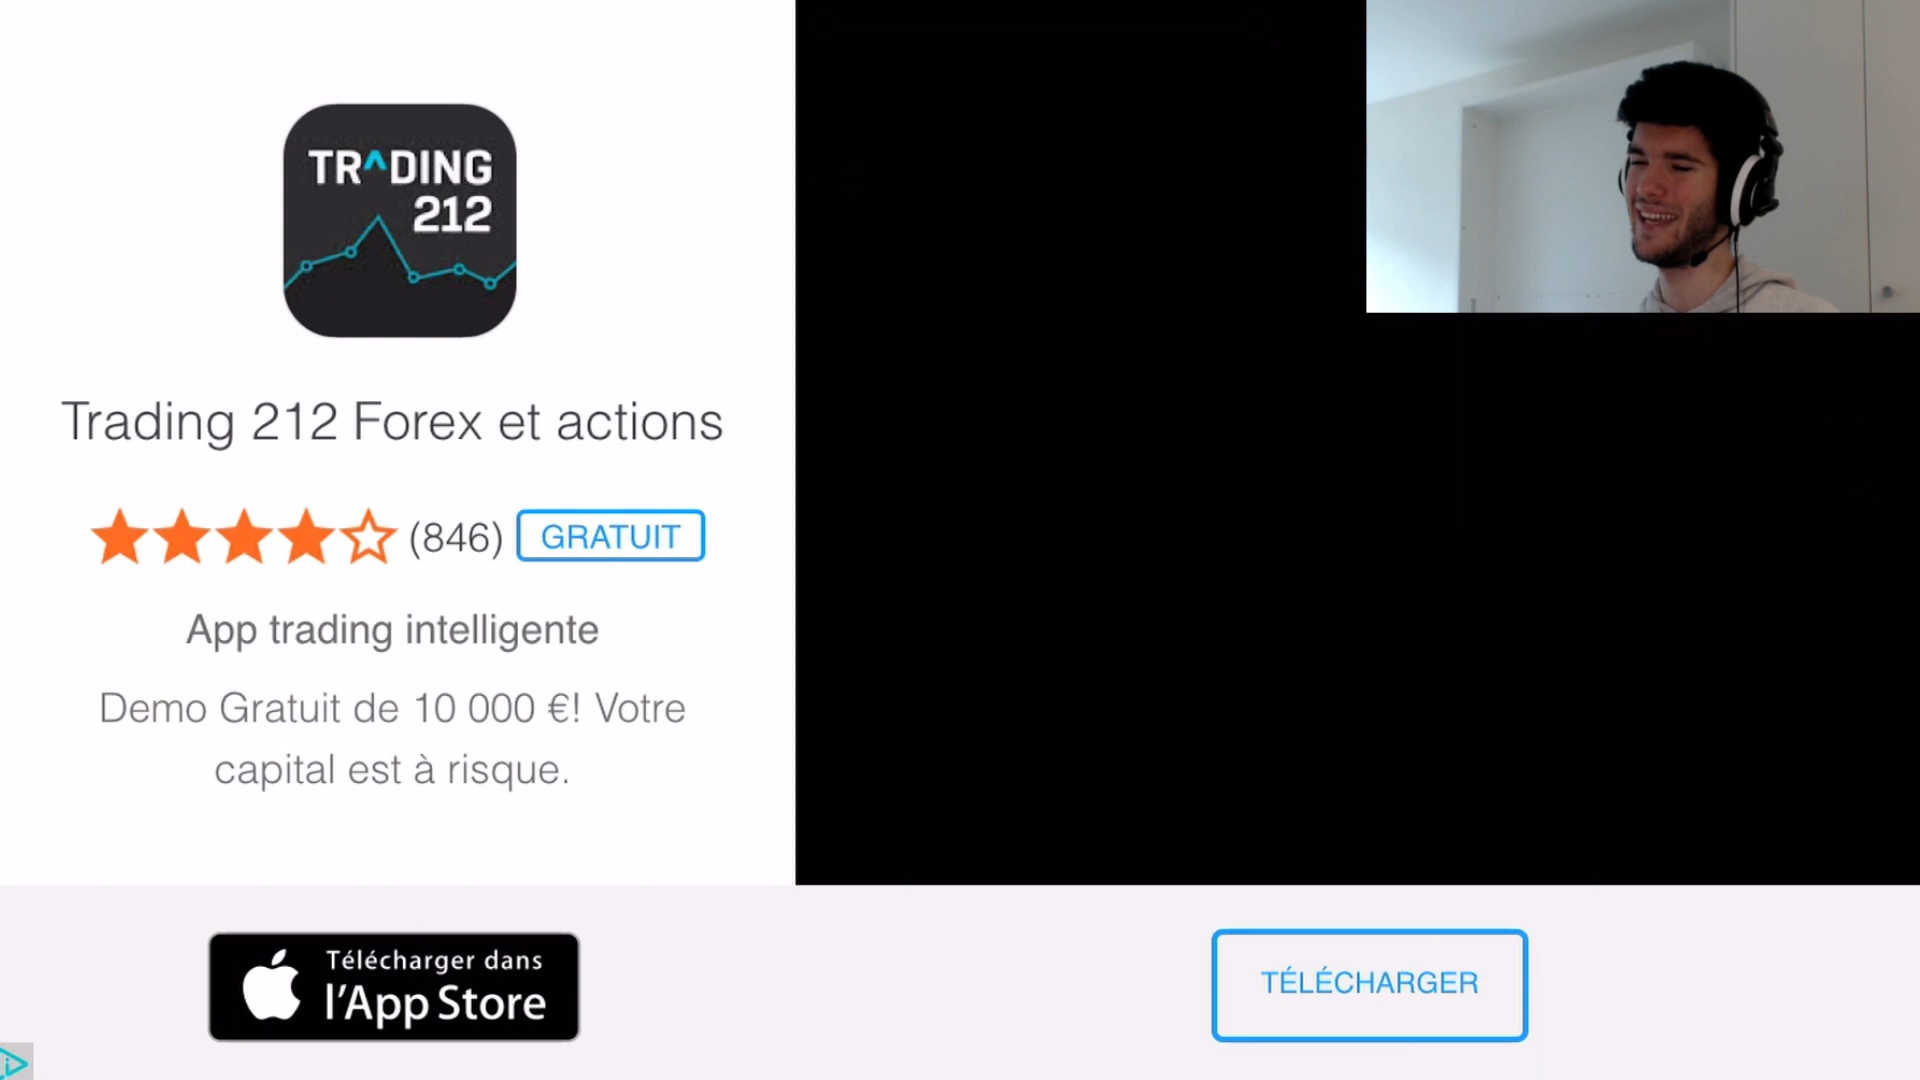 TR^DING
212
Trading 212 Forex et actions
(846) GRATUIT
App trading intelligente
Demo Gratuit de 10 000 €! Votre
capital est à risque.
Télécharger dans
l'App Store
TÉLÉCHARGER